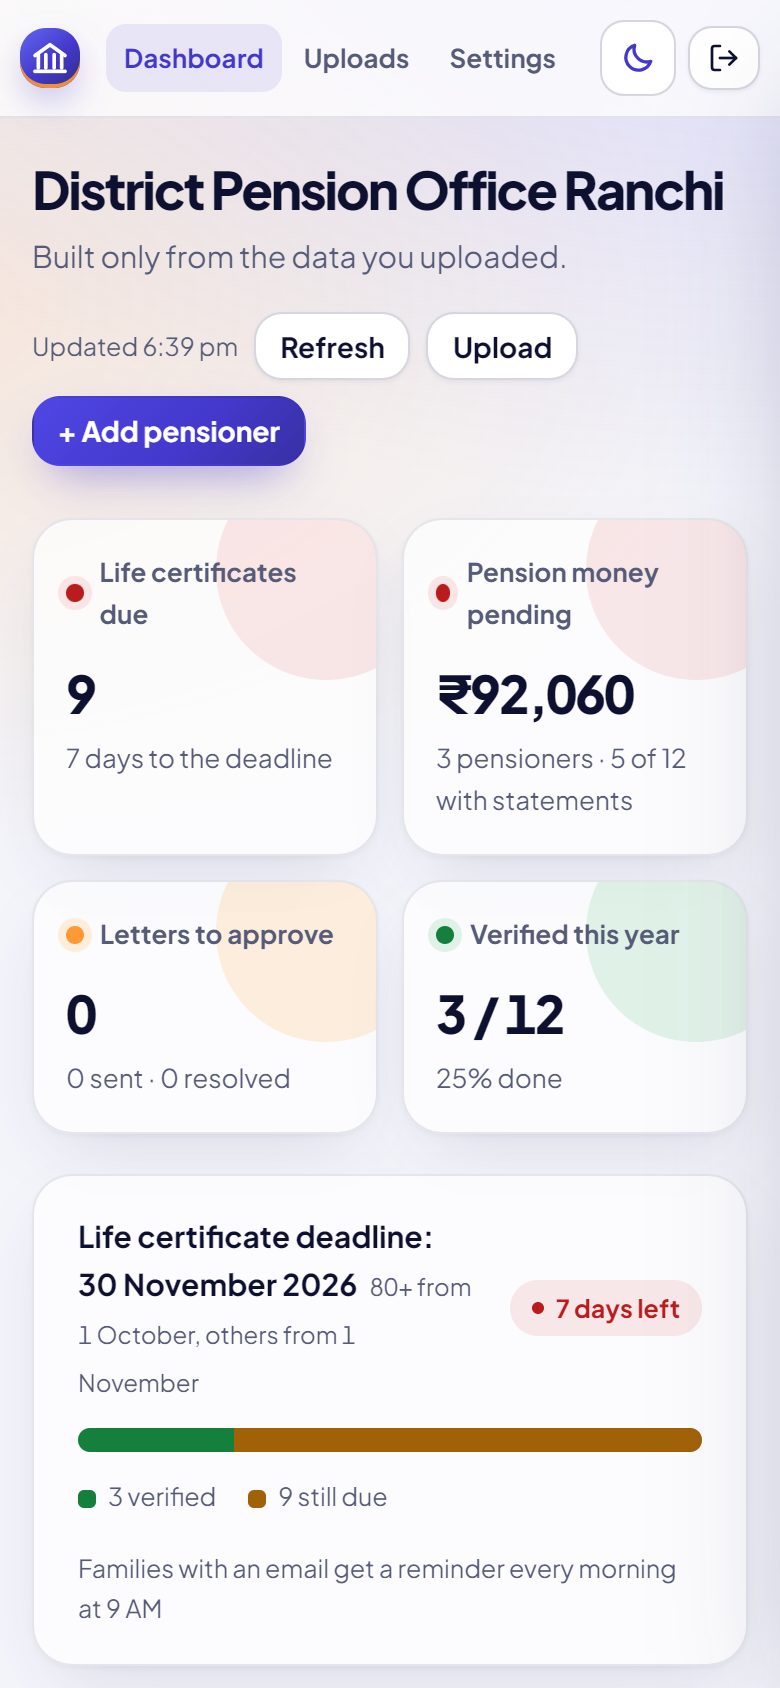 Dashboard Uploads Settings
District Pension Office Ranchi
Built only from the data you uploaded.
Updated 6:39 pm Refresh Upload
+ Add pensioner
Life certificates
due
9
7 days to the deadline
Pension money
pending
₹92,060
3 pensioners · 5 of 12
with statements
Letters to approve
0
0 sent · 0 resolved
Verified this year
3 / 12
25% done
Life certificate deadline:
30 November 2026 80+ from
1 October, others from 1
November
7 days left
3 verified 9 still due
Families with an email get a reminder every morning
at 9 AM